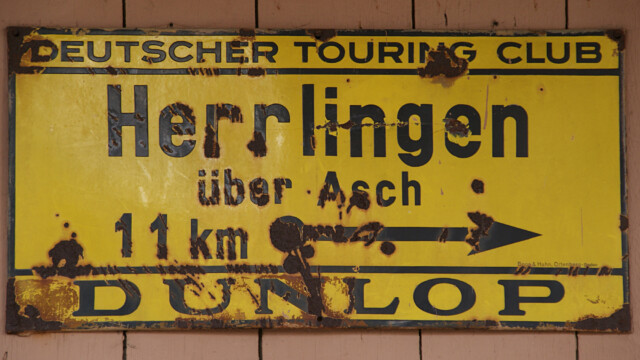 DEUTSCHER TOURING CLUB
Herrlingen
über Asch
11 km
DUNLOP